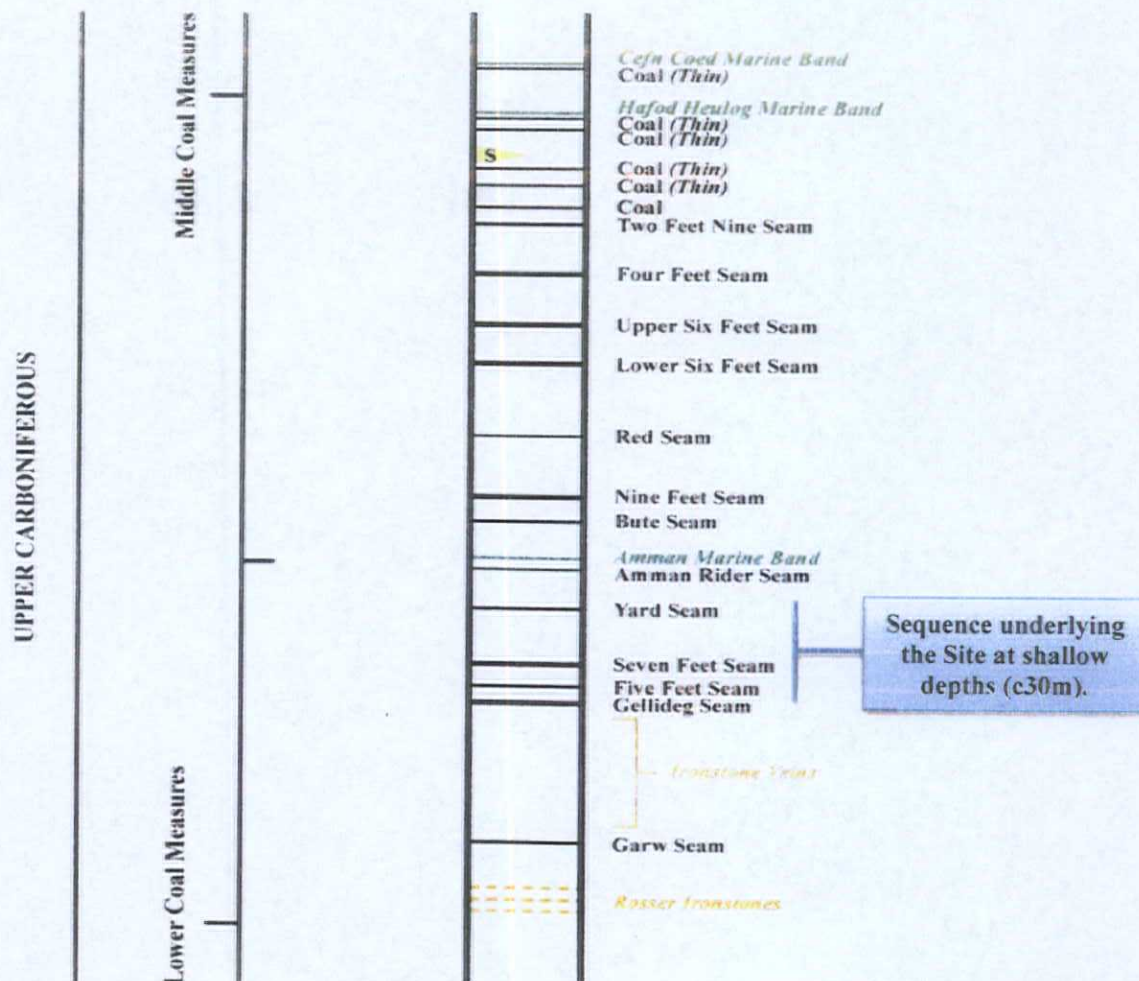 UPPER CARBONIFEROUS
Middle Coal Measures
Lower Coal Measures
S
Cefn Coed Marine Band
Coal (Thin)
Hafod Heulog Marine Band
Coal (Thin)
Coal (Thin)
Coal (Thin)
Coal (Thin)
Coal
Two Feet Nine Seam
Four Feet Seam
Upper Six Feet Seam
Lower Six Feet Seam
Red Seam
Nine Feet Seam
Bute Seam
Amman Marine Band
Amman Rider Seam
Yard Seam
Seven Feet Seam
Five Feet Seam
Gellideg Seam
Sequence underlying
the Site at shallow
depths (c30m).
Ironstone Veins
Garw Seam
Rosser Ironstones